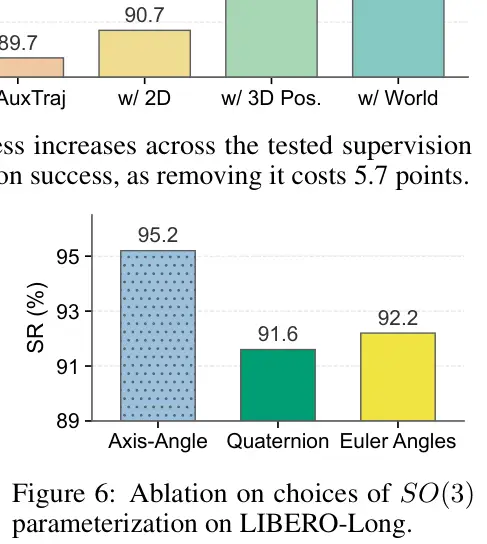 90.7
89.7
AuxTraj w/ 2D w/ 3D Pos. w/ World
ess increases across the tested supervision
on success, as removing it costs 5.7 points.
95.2
95
93
92.2
91.6
91
89
SR (%)
Axis-Angle Quaternion Euler Angles
Figure 6: Ablation on choices of SO(3)
parameterization on LIBERO-Long.